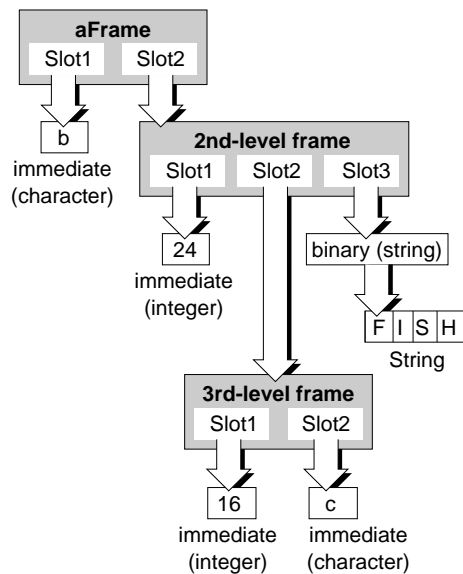 aFrame
Slot1 Slot2
b
immediate
(character)
2nd-level frame
Slot1 Slot2 Slot3
24
immediate
(integer)
binary (string)
F I S H
String
3rd-level frame
Slot1 Slot2
16 c
immediate immediate
(integer) (character)